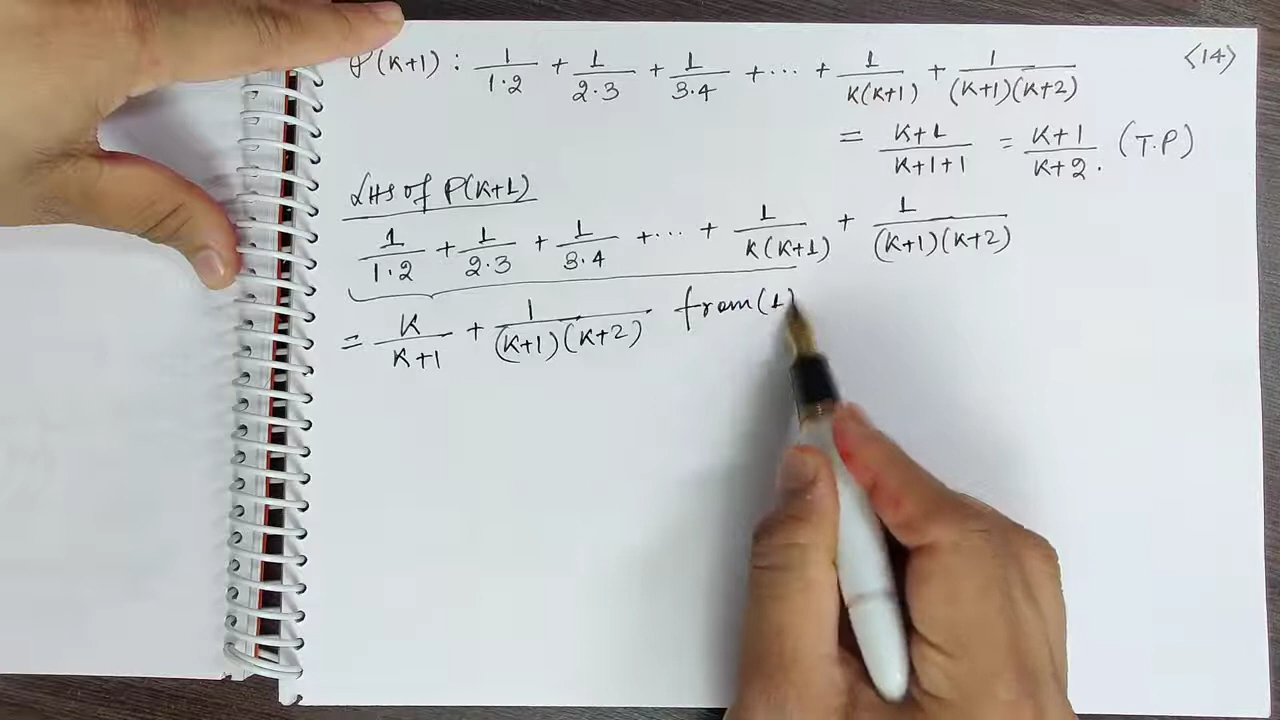 P(K+1) : 1/(1·2) + 1/(2·3) + 1/(3·4) + ... + 1/(K(K+1)) + 1/((K+1)(K+2)) <14>
= (K+1)/(K+1+1) = (K+1)/(K+2). (T.P)
LHS of P(K+1)
1/(1·2) + 1/(2·3) + 1/(3·4) + ... + 1/(K(K+1)) + 1/((K+1)(K+2))
= K/(K+1) + 1/((K+1)(K+2)) from (1)